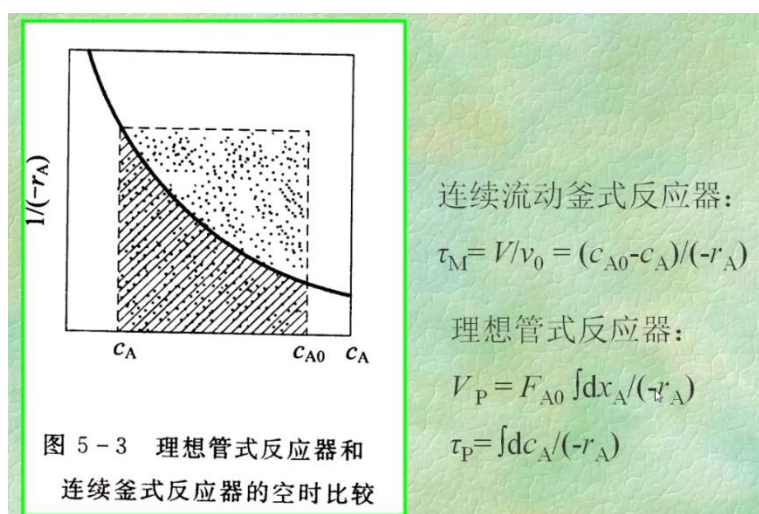 1/(-rA)
cA
cA0
cA
图 5-3 理想管式反应器和
连续釜式反应器的空时比较
连续流动釜式反应器：
τM= V/v0 = (cA0-cA)/(-rA)
理想管式反应器：
VP = FA0 ∫dxA/(-rA)
τP=∫dcA/(-rA)